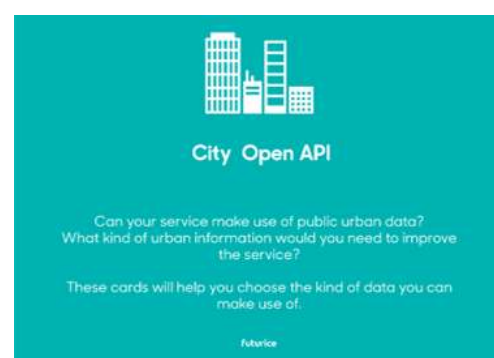 City Open API
Can your service make use of public urban data?
What kind of urban information would you need to improve
the service?
These cards will help you choose the kind of data you can
make use of.
futurice